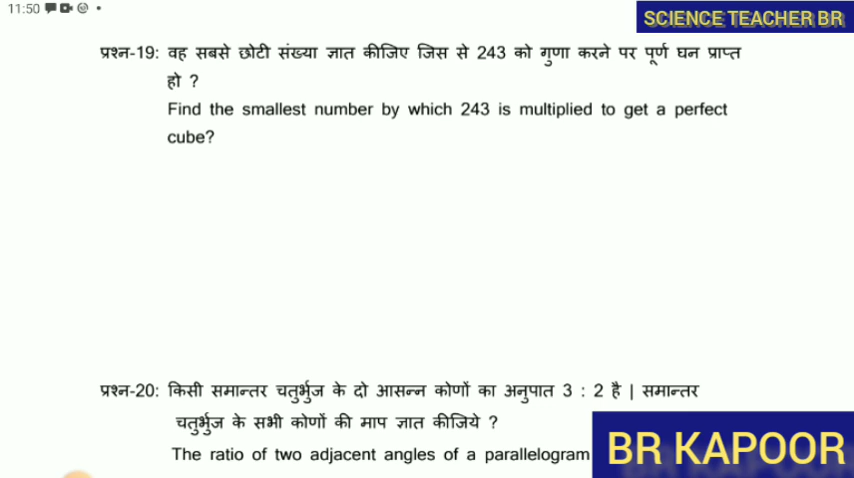 11:50
SCIENCE TEACHER BR
प्रश्न-19: वह सबसे छोटी संख्या ज्ञात कीजिए जिस से 243 को गुणा करने पर पूर्ण घन प्राप्त
हो ?
Find the smallest number by which 243 is multiplied to get a perfect
cube?
प्रश्न-20: किसी समान्तर चतुर्भुज के दो आसन्न कोणों का अनुपात 3 : 2 है | समान्तर
चतुर्भुज के सभी कोणों की माप ज्ञात कीजिये ?
The ratio of two adjacent angles of a parallelogram
BR KAPOOR